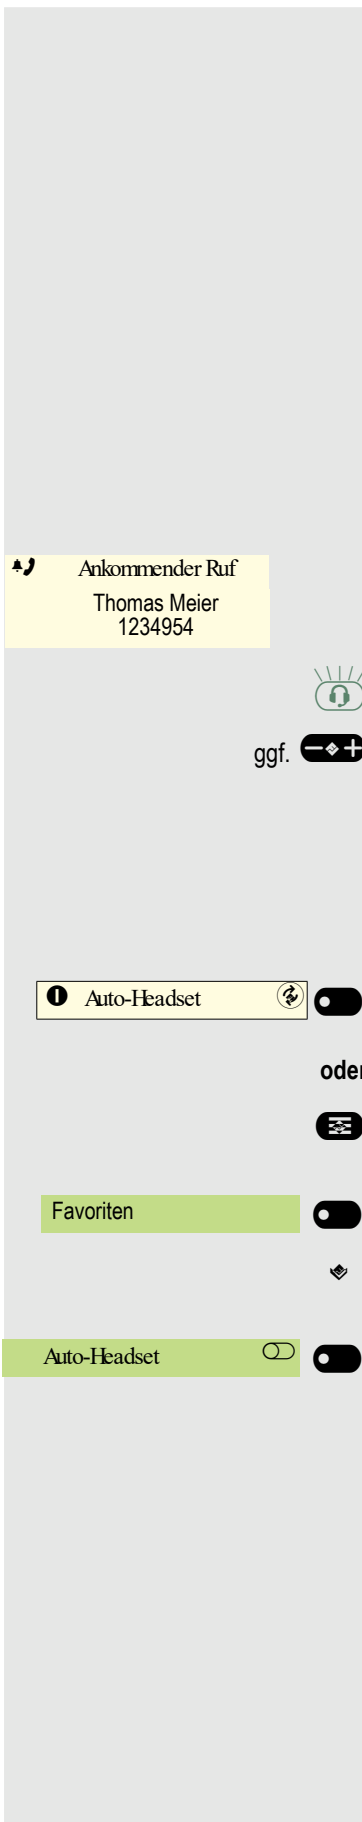 Ankommender Ruf
Thomas Meier
1234954
ggf.
Auto-Headset
oder
Favoriten
Auto-Headset